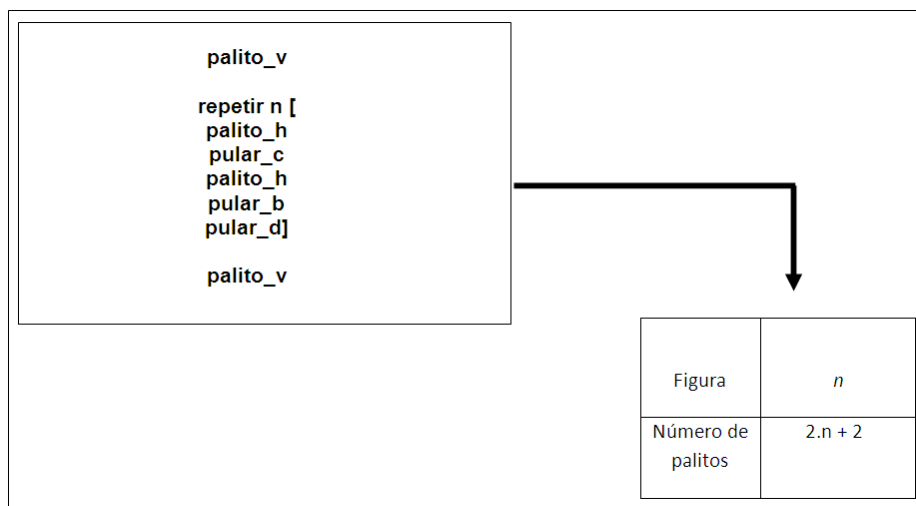 palito_v
repetir n [
palito_h
pular_c
palito_h
pular_b
pular_d]
palito_v
Figura n
Número de 2.n + 2
palitos